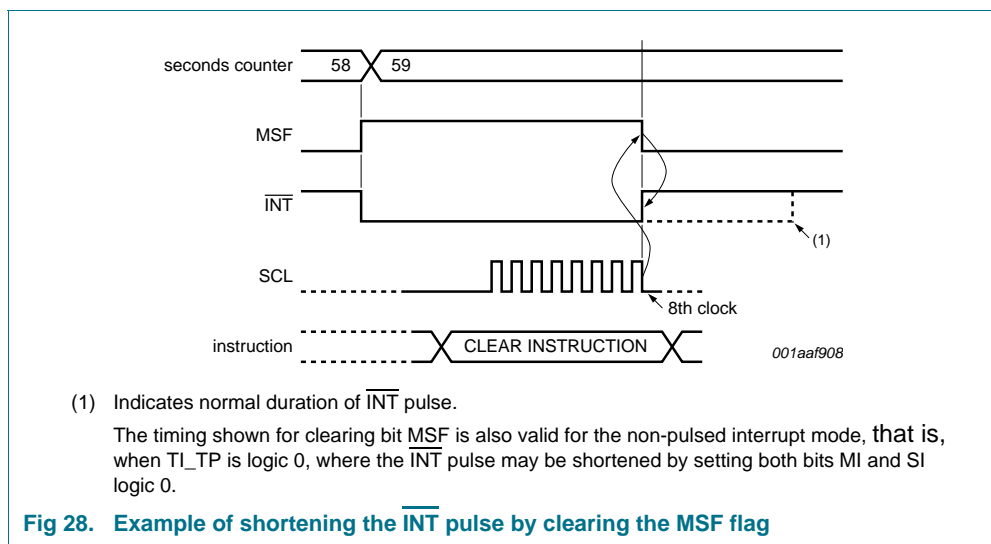 seconds counter 58 59
MSF
INT
(1)
SCL
8th clock
instruction CLEAR INSTRUCTION
001aaf908
(1) Indicates normal duration of INT pulse.
The timing shown for clearing bit MSF is also valid for the non-pulsed interrupt mode, that is,
when TI_TP is logic 0, where the INT pulse may be shortened by setting both bits MI and SI
logic 0.
Fig 28. Example of shortening the INT pulse by clearing the MSF flag